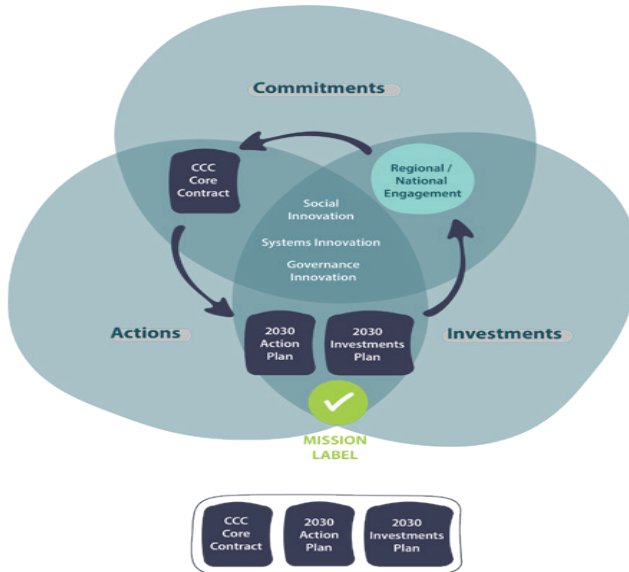 Commitments
CCC
Core
Contract
Regional /
National
Engagement
Social
Innovation
Systems Innovation
Governance
Innovation
Actions
2030
Action
Plan
2030
Investments
Plan
Investments
MISSION
LABEL
CCC
Core
Contract
2030
Action
Plan
2030
Investments
Plan